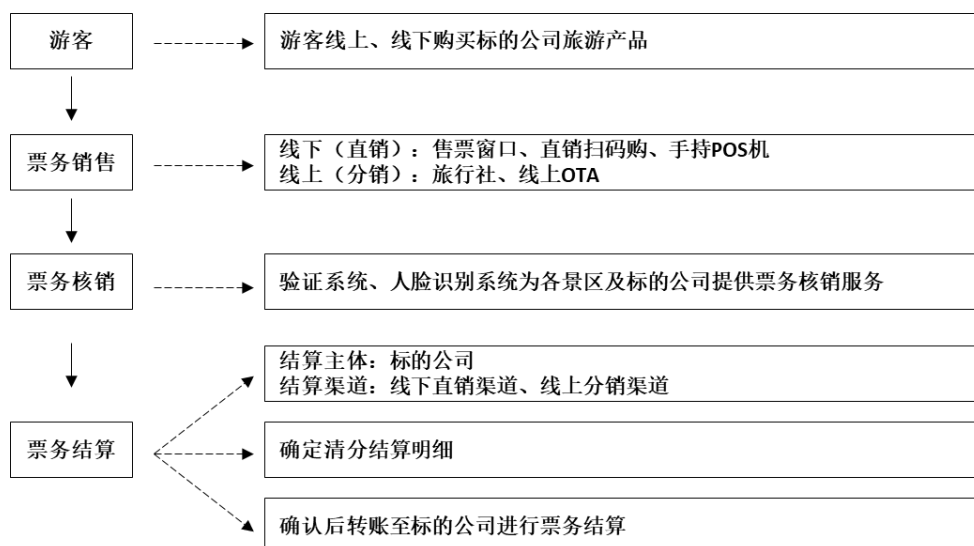 游客
游客线上、线下购买标的公司旅游产品
票务销售
线下（直销）：售票窗口、直销扫码购、手持POS机
线上（分销）：旅行社、线上OTA
票务核销
验证系统、人脸识别系统为各景区及标的公司提供票务核销服务
结算主体：标的公司
结算渠道：线下直销渠道、线上分销渠道
票务结算
确定清分结算明细
确认后转账至标的公司进行票务结算